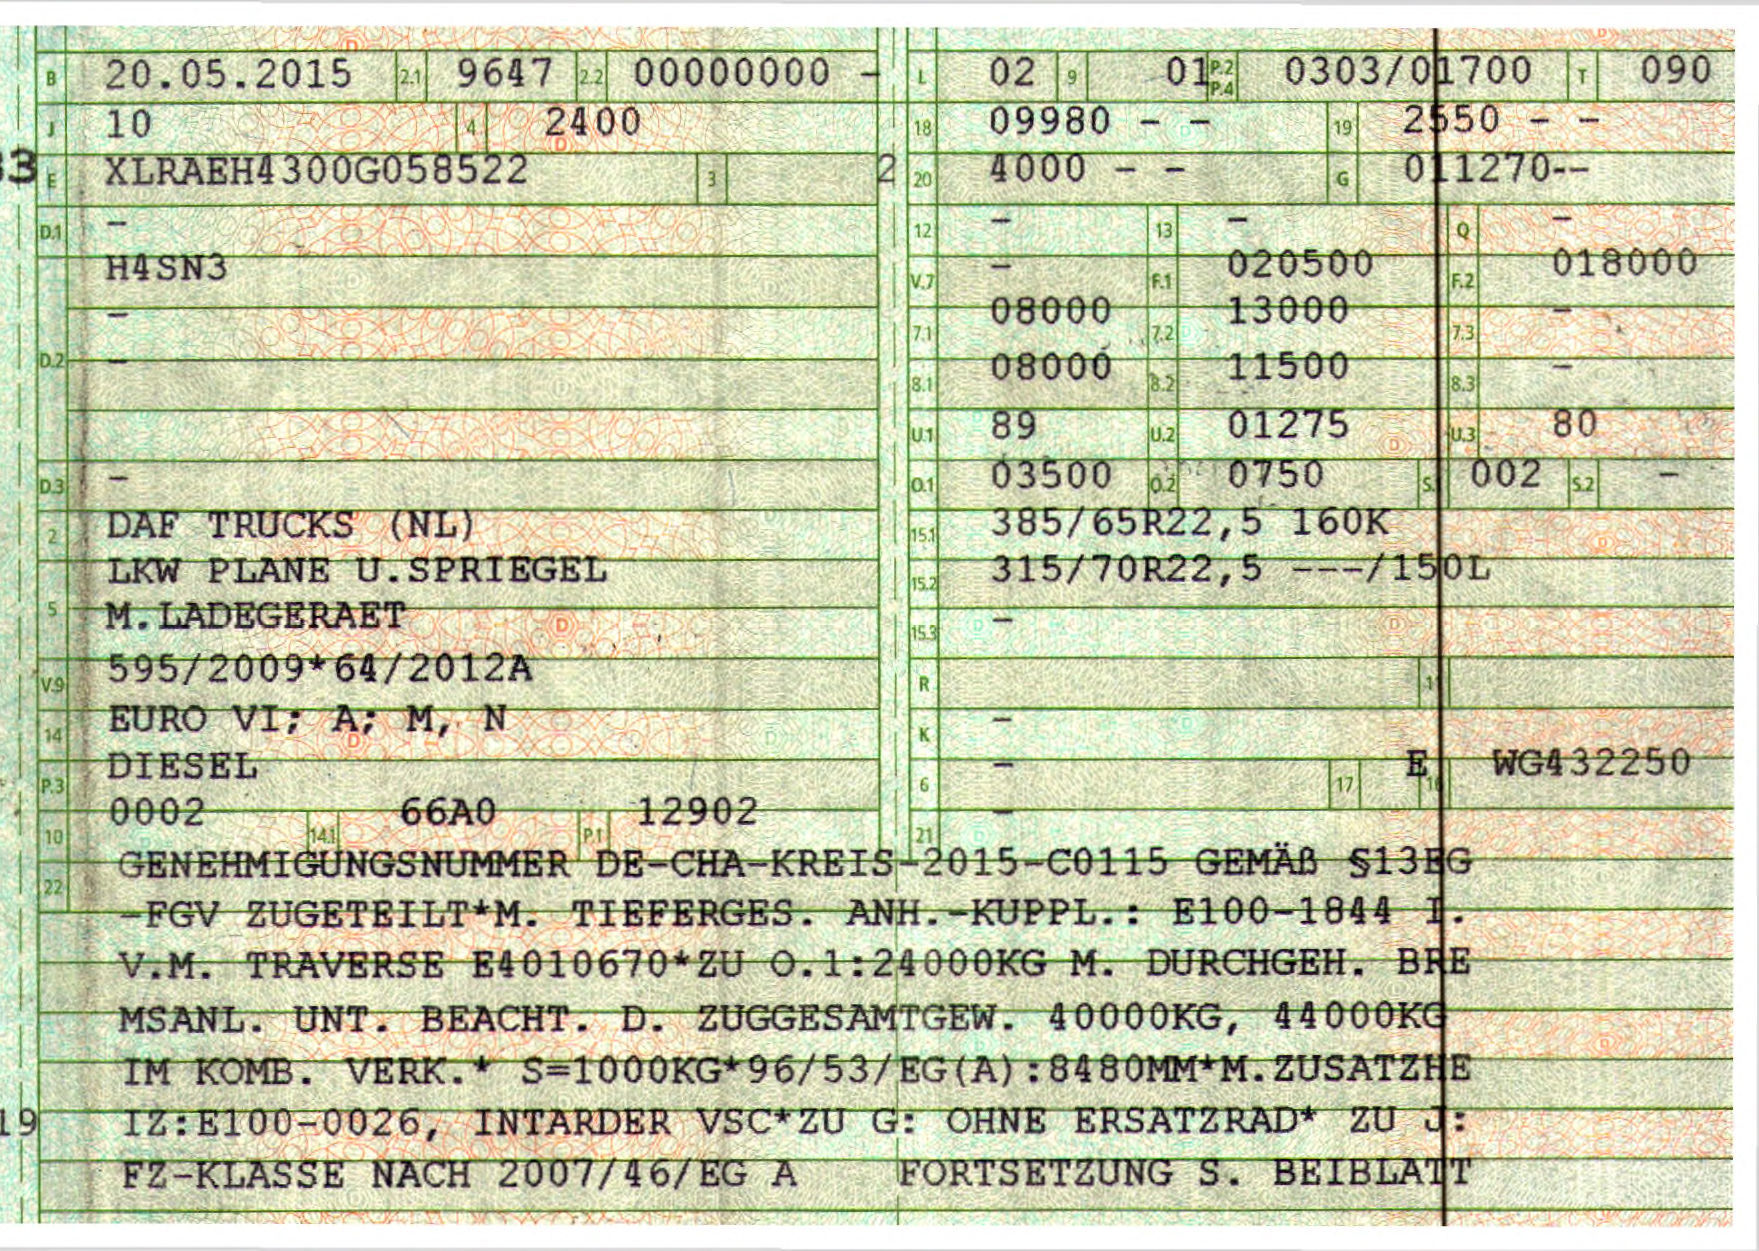 B 20.05.2015 2.1 9647 2.2 00000000 -
J 10 4 2400
33 E XLRAEH4300G058522 3 2
D.1 -
H4SN3
-
D.2 -
D.3 -
2 DAF TRUCKS (NL)
LKW PLANE U.SPRIEGEL
5 M.LADEGERAET
V.9 595/2009*64/2012A
14 EURO VI; A; M, N
P.3 DIESEL
10 0002 14.1 66A0 P.1 12902
L 02 9 01 P.2 P.4 0303/01700 T 090
18 09980 - - 19 2550 - -
20 4000 - - G 011270--
12 - 13 - Q -
V.7 - F.1 020500 F.2 018000
7.1 08000 7.2 13000 7.3 -
8.1 08000 8.2 11500 8.3 -
U.1 89 U.2 01275 U.3 80
O.1 03500 O.2 0750 S.1 002 S.2 -
15.1 385/65R22,5 160K
15.2 315/70R22,5 ---/150L
15.3 -
R 11
K -
6 - 17 E 16 WG432250
21 -
22 GENEHMIGUNGSNUMMER DE-CHA-KREIS-2015-C0115 GEMÄß §13EG
-FGV ZUGETEILT*M. TIEFERGES. ANH.-KUPPL.: E100-1844 I.
V.M. TRAVERSE E4010670*ZU O.1:24000KG M. DURCHGEH. BRE
MSANL. UNT. BEACHT. D. ZUGGESAMTGEW. 40000KG, 44000KG
IM KOMB. VERK.* S=1000KG*96/53/EG(A):8480MM*M.ZUSATZHE
19 IZ:E100-0026, INTARDER VSC*ZU G: OHNE ERSATZRAD* ZU J:
FZ-KLASSE NACH 2007/46/EG A FORTSETZUNG S. BEIBLATT